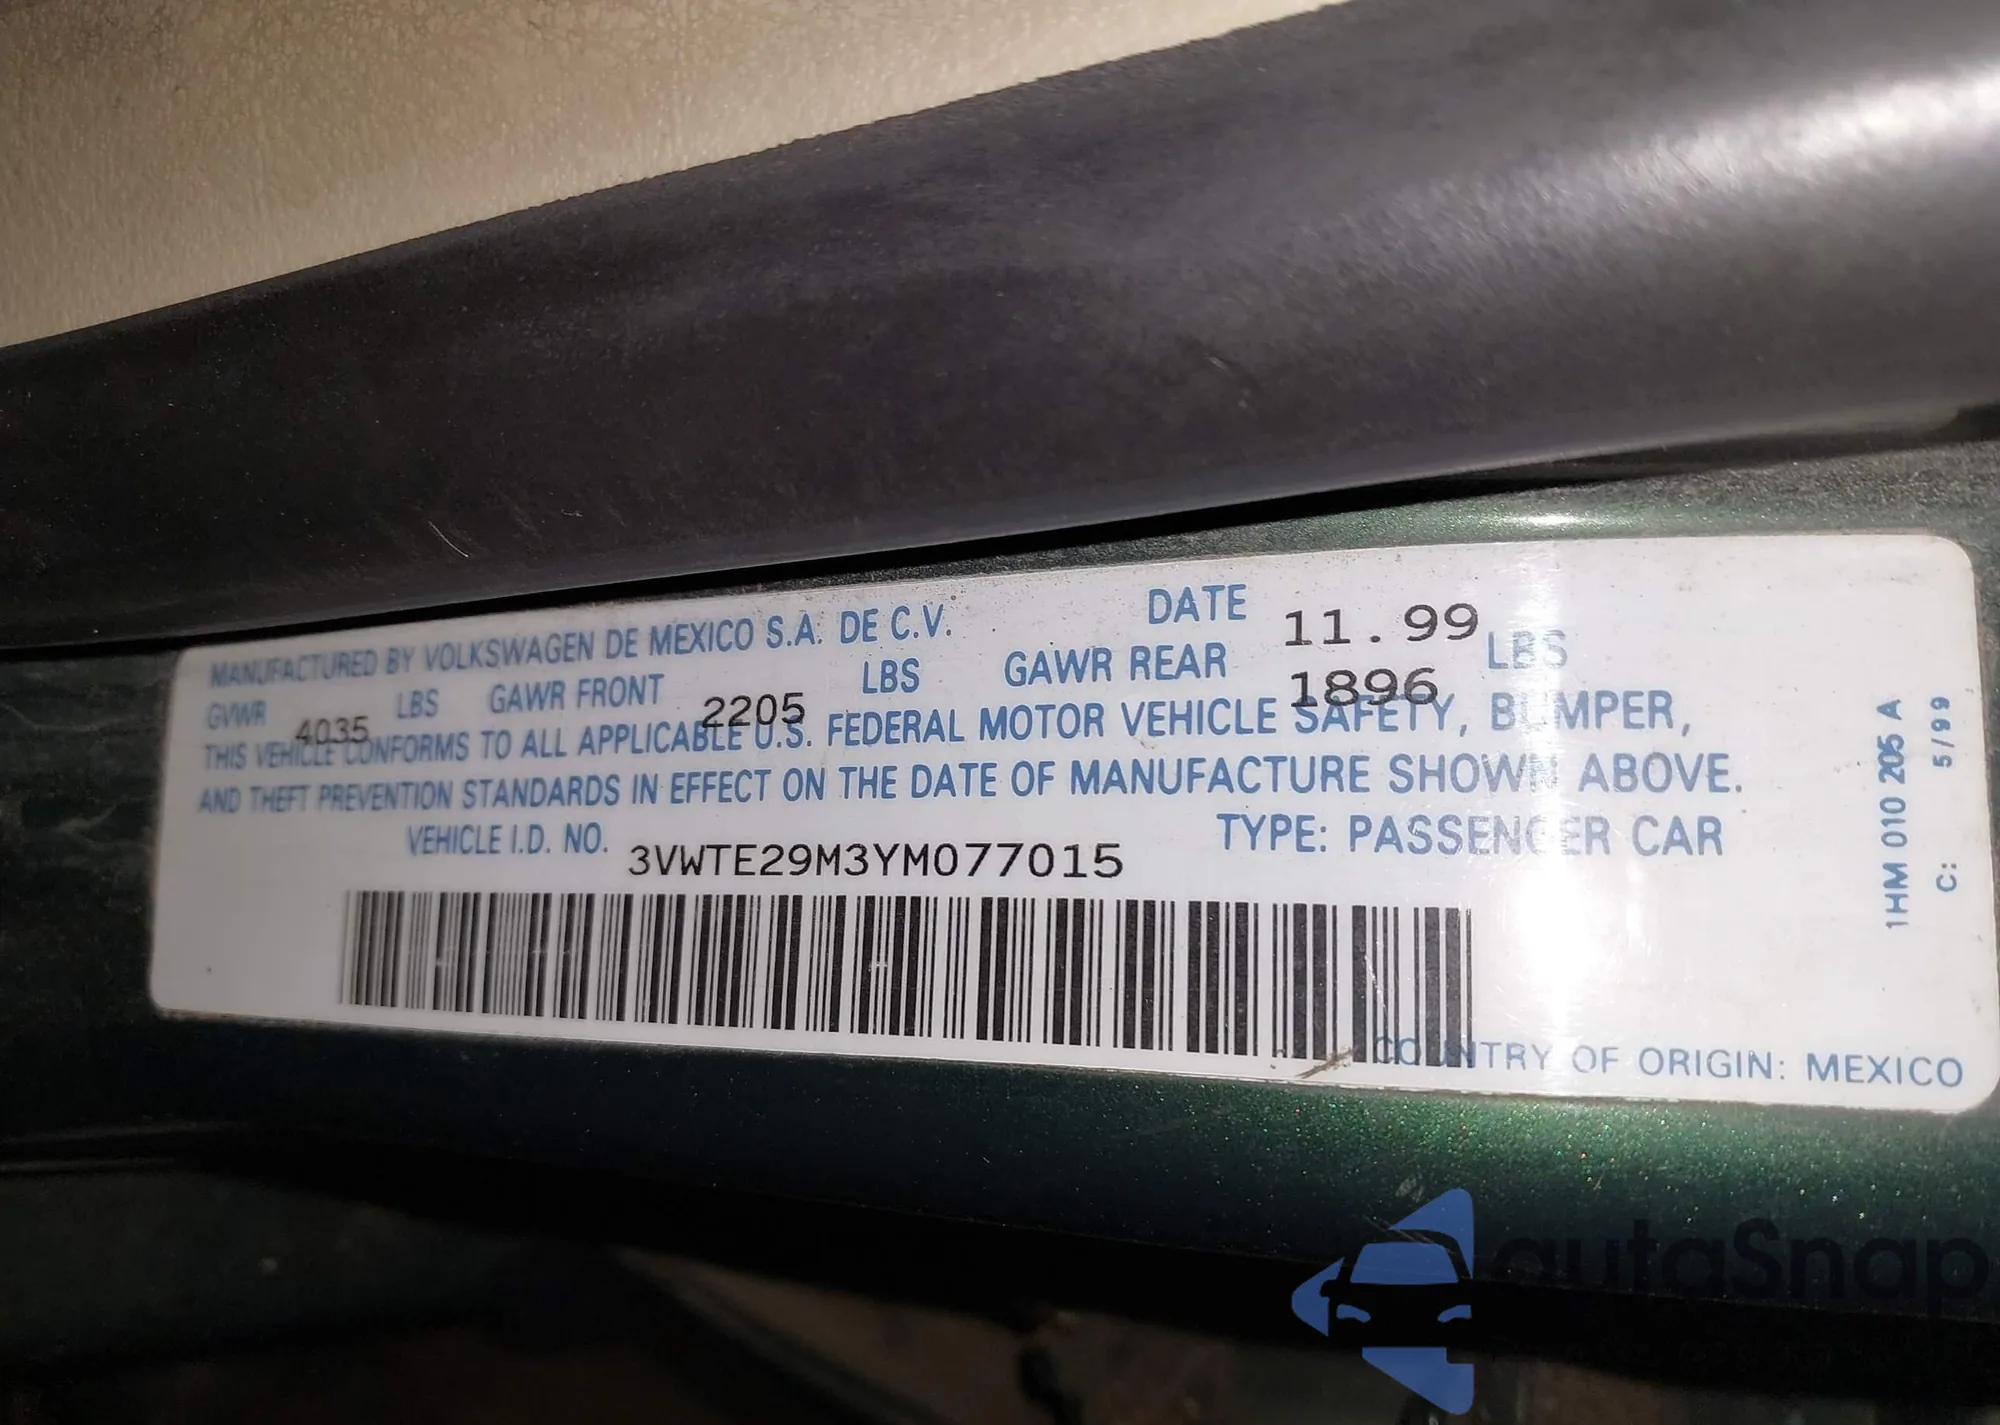 MANUFACTURED BY VOLKSWAGEN DE MEXICO S.A. DE C.V. DATE 11.99
GVWR 4035 LBS GAWR FRONT 2205 LBS GAWR REAR 1896 LBS
THIS VEHICLE CONFORMS TO ALL APPLICABLE U.S. FEDERAL MOTOR VEHICLE SAFETY, BUMPER,
AND THEFT PREVENTION STANDARDS IN EFFECT ON THE DATE OF MANUFACTURE SHOWN ABOVE.
VEHICLE I.D. NO. 3VWTE29M3YM077015 TYPE: PASSENGER CAR
COUNTRY OF ORIGIN: MEXICO
1HM 010 205 A
C: 5/99
autaSnap